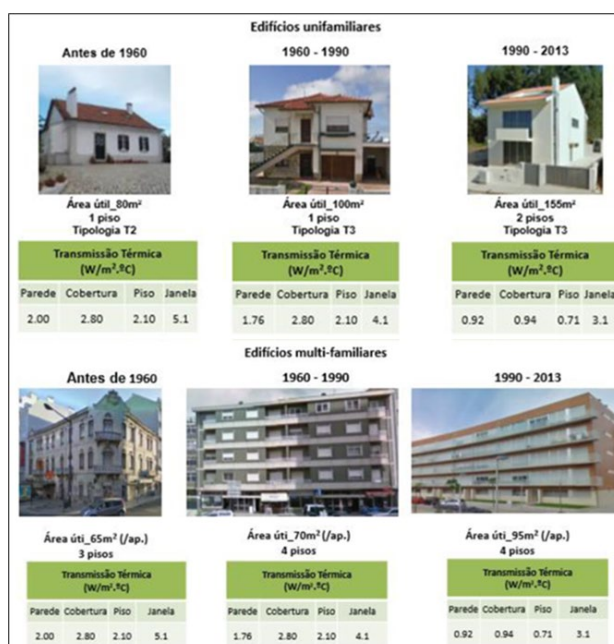 Edifícios unifamiliares
Antes de 1960
1960 - 1990
1990 - 2013
Área útil_80m²
1 piso
Tipologia T2
Área útil_100m²
1 piso
Tipologia T3
Área útil_155m²
2 pisos
Tipologia T3
Transmissão Térmica
(W/m².ºC)
Parede Cobertura Piso Janela
2.00 2.80 2.10 5.1
Transmissão Térmica
(W/m².ºC)
Parede Cobertura Piso Janela
1.76 2.80 2.10 4.1
Transmissão Térmica
(W/m².ºC)
Parede Cobertura Piso Janela
0.92 0.94 0.71 3.1
Edifícios multi-familiares
Antes de 1960
1960 - 1990
1990 - 2013
Área úti_65m² (/ap.)
3 pisos
Área úti_70m² (/ap.)
4 pisos
Área úti_95m² (/ap.)
4 pisos
Transmissão Térmica
(W/m².ºC)
Parede Cobertura Piso Janela
2.00 2.80 2.10 5.1
Transmissão Térmica
(W/m².ºC)
Parede Cobertura Piso Janela
1.76 2.80 2.10 4.1
Transmissão Térmica
(W/m².ºC)
Parede Cobertura Piso Janela
0.92 0.94 0.71 3.1